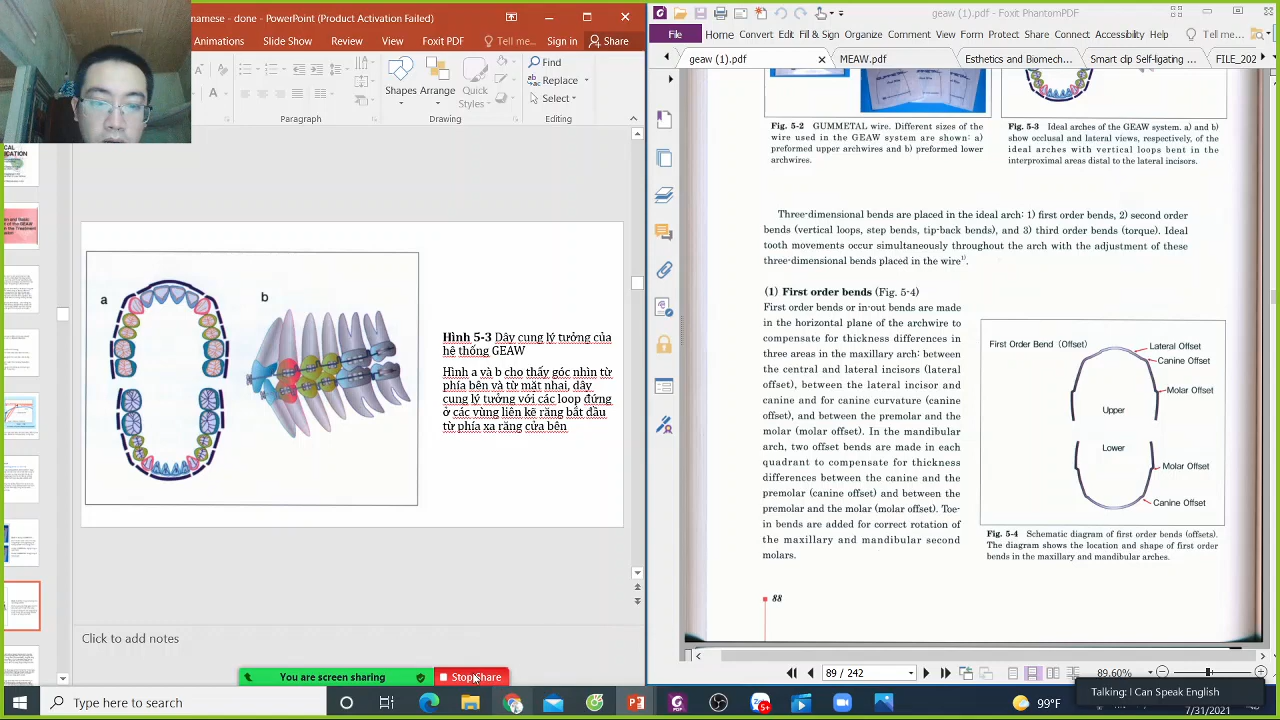 namese - done - PowerPoint (Product Activation Failed)
Animations
Slide Show
Review
View
Foxit PDF
Tell me...
Sign in
Share
Shapes
Arrange
Quick
Styles
Find
Replace
Select
Paragraph
Drawing
Editing
b
Hình 5-3 Dây cung lý tưởng của
hệ thống GEAW
Hình a và b cho thấy góc nhìn từ
phía bên và từ mặt nhai, dây
cung lý tưởng với các loop đứng
ở các vùng liên kẽ răng bắt đầu
từ phía xa răng cửa bên.
Click to add notes
You are screen sharing
Stop Share
Type here to search
geaw (1).pdf - Foxit PhantomPDF
File
Home
Convert
Edit
Fill & Sign
Organize
Comment
View
Form
Protect
Share
Connect
Accessibility
Help
Tell me...
geaw (1).pdf
MEAW.pdf
Esthetics and Biomech...
Smart dip Self-ligating ...
FILE_202
Fig. 5-2 GUMMETAL wire. Different sizes of the
wire used in the GEAW system are shown: a)
preformed upper archwires and b) preformed lower
archwires.
Fig. 5-3 Ideal arches of the GEAW system. a) and b)
show occlusal and lateral views, respectively, of the
ideal arches with vertical loops bent in the
interproximal areas distal to the lateral incisors.
Three-dimensional bends are placed in the ideal arch: 1) first order bends, 2) second order
bends (vertical loops, step bends, tip-back bends), and 3) third order bends (torque). Ideal
tooth movements occur simultaneously throughout the arch with the adjustment of these
three-dimensional bends placed in the wire¹⁾.
(1) First order bends (Fig. 5-4)
First order bends or in-out bends are made
in the horizontal plane of the archwire to
compensate for thickness differences in
three areas in the maxillary arch: between
the central and lateral incisors (lateral
offset), between the lateral incisor and
canine and for canine curvature (canine
offset), and between the premolar and the
molar (molar offset). In the mandibular
arch, two offset bends are made in each
quadrant to compensate for thickness
differences between the canine and the
premolar (canine offset) and between the
premolar and the molar (molar offset). Toe-
in bends are added for correct rotation of
the maxillary and mandibular second
molars.
First Order Bend (Offset)
Lateral Offset
Canine Offset
Molar Offset
Upper
Lower
Molar Offset
Canine Offset
Fig. 5-4 Schematic diagram of first order bends (offsets).
The diagram shows the location and shape of first order
bends in the maxillary and mandibular arches.
88
89 / 242
89.60%
Talking: I Can Speak English
99°F
7/31/2021